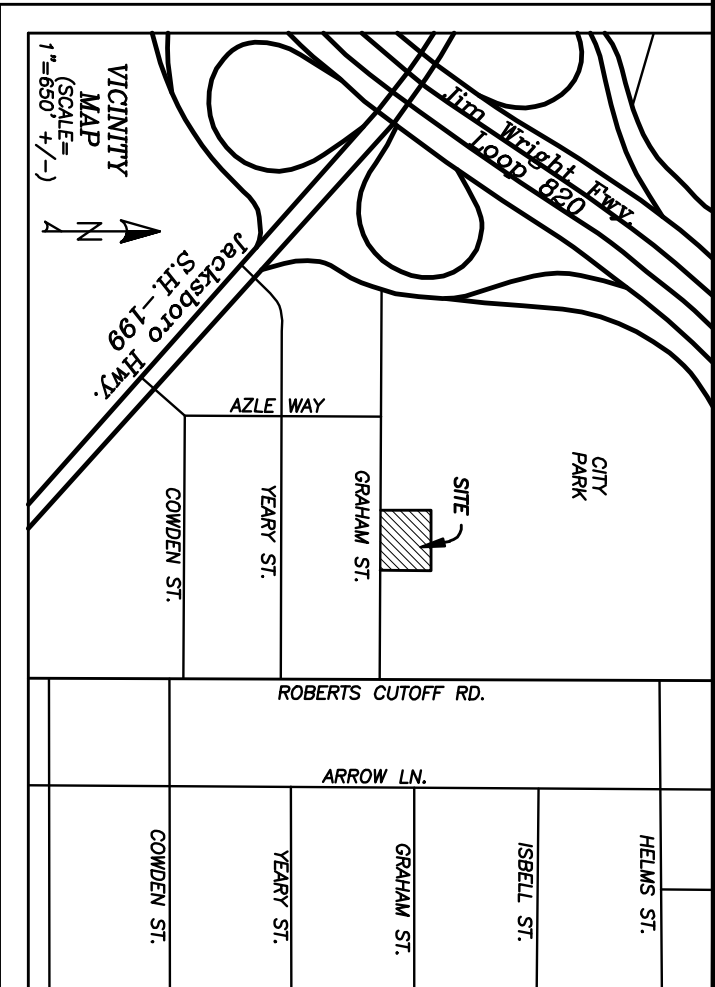 VICINITY
MAP
(SCALE=
1"=650' +/-)
N
Jim Wright Fwy.
Loop 820
Jacksboro Hwy.
S.H.-199
AZLE WAY
CITY
PARK
SITE
GRAHAM ST.
YEARY ST.
COWDEN ST.
ROBERTS CUTOFF RD.
ARROW LN.
HELMS ST.
ISBELL ST.
GRAHAM ST.
YEARY ST.
COWDEN ST.